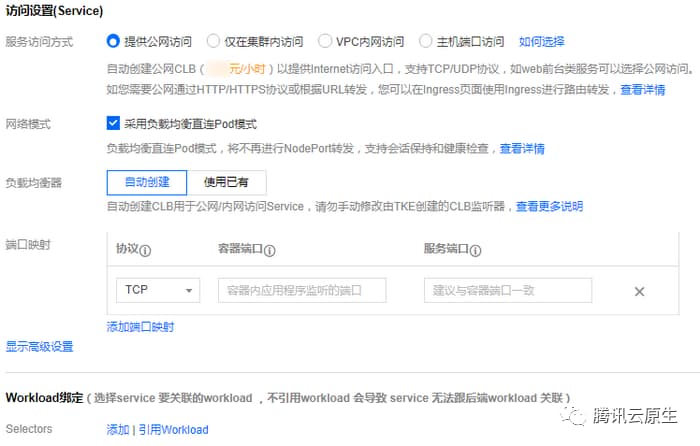 访问设置(Service)
服务访问方式 提供公网访问 仅在集群内访问 VPC内网访问 主机端口访问 如何选择
自动创建公网CLB（ 元/小时）以提供Internet访问入口，支持TCP/UDP协议，如web前台类服务可以选择公网访问。
如您需要公网通过HTTP/HTTPS协议或根据URL转发，您可以在Ingress页面使用Ingress进行路由转发，查看详情
网络模式 采用负载均衡直连Pod模式
负载均衡直连Pod模式，将不再进行NodePort转发，支持会话保持和健康检查，查看详情
负载均衡器 自动创建 使用已有
自动创建CLB用于公网/内网访问Service，请勿手动修改由TKE创建的CLB监听器，查看更多说明
端口映射 协议 容器端口 服务端口
TCP 容器内应用程序监听的端口 建议与容器端口一致
添加端口映射
显示高级设置
Workload绑定（选择service 要关联的workload ，不引用workload 会导致 service 无法跟后端workload 关联）
Selectors 添加 | 引用Workload
腾讯云原生